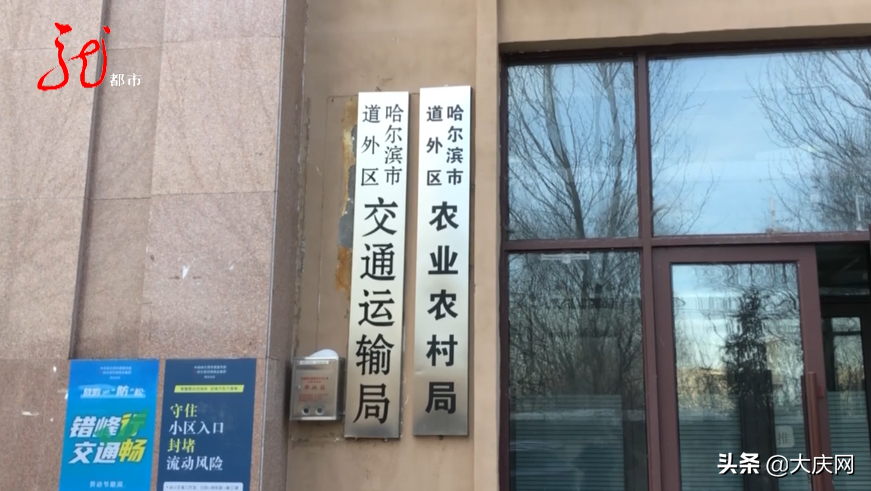 龙 都市
哈尔滨市
道外区
交通运输局
哈尔滨市
道外区
农业农村局
错峰行
交通畅
守住
小区入口
封堵
流动风险
头条 @大庆网